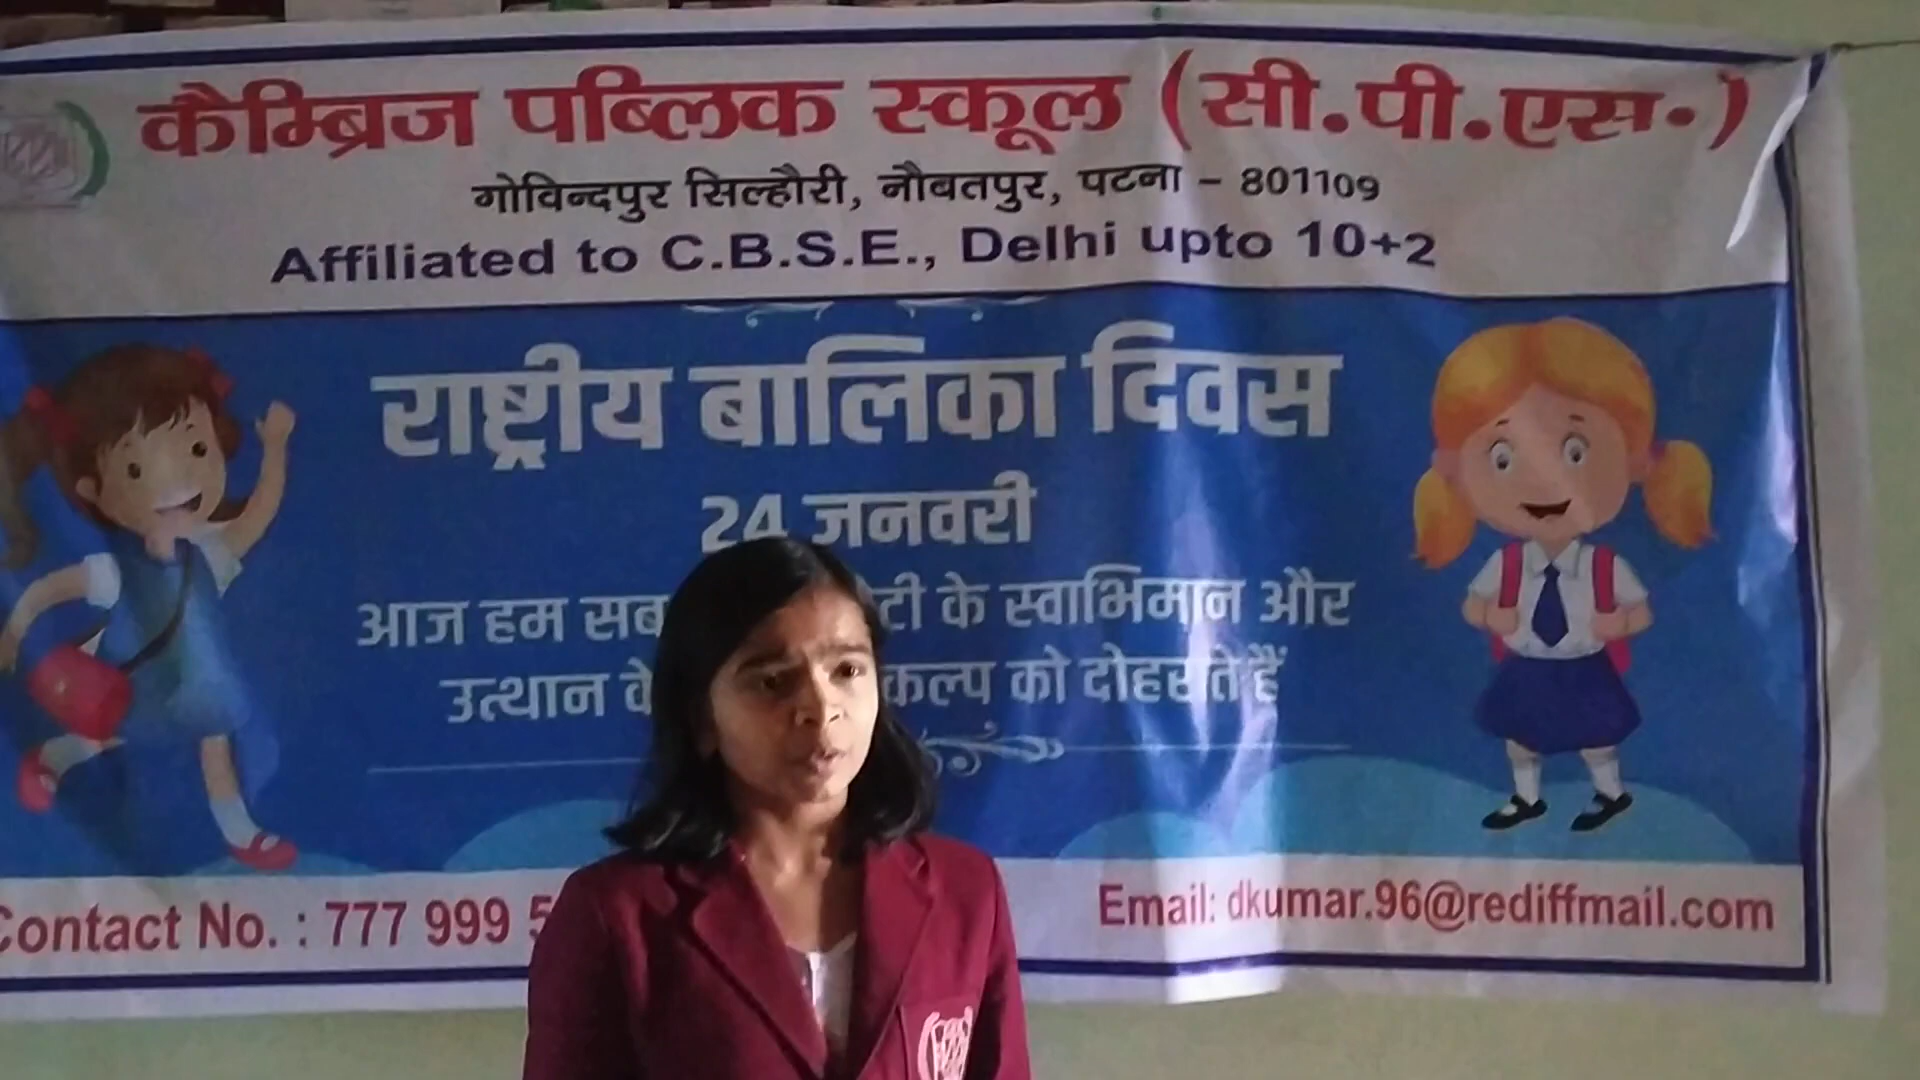 कैम्ब्रिज पब्लिक स्कूल (सी.पी.एस.)
गोविन्दपुर सिल्हौरी, नौबतपुर, पटना - 801109
Affiliated to C.B.S.E., Delhi upto 10+2
राष्ट्रीय बालिका दिवस
24 जनवरी
आज हम सब के स्वाभिमान और
उत्थान को दोहराते हैं
Contact No. : 777 999
Email: dkumar.96@rediffmail.com